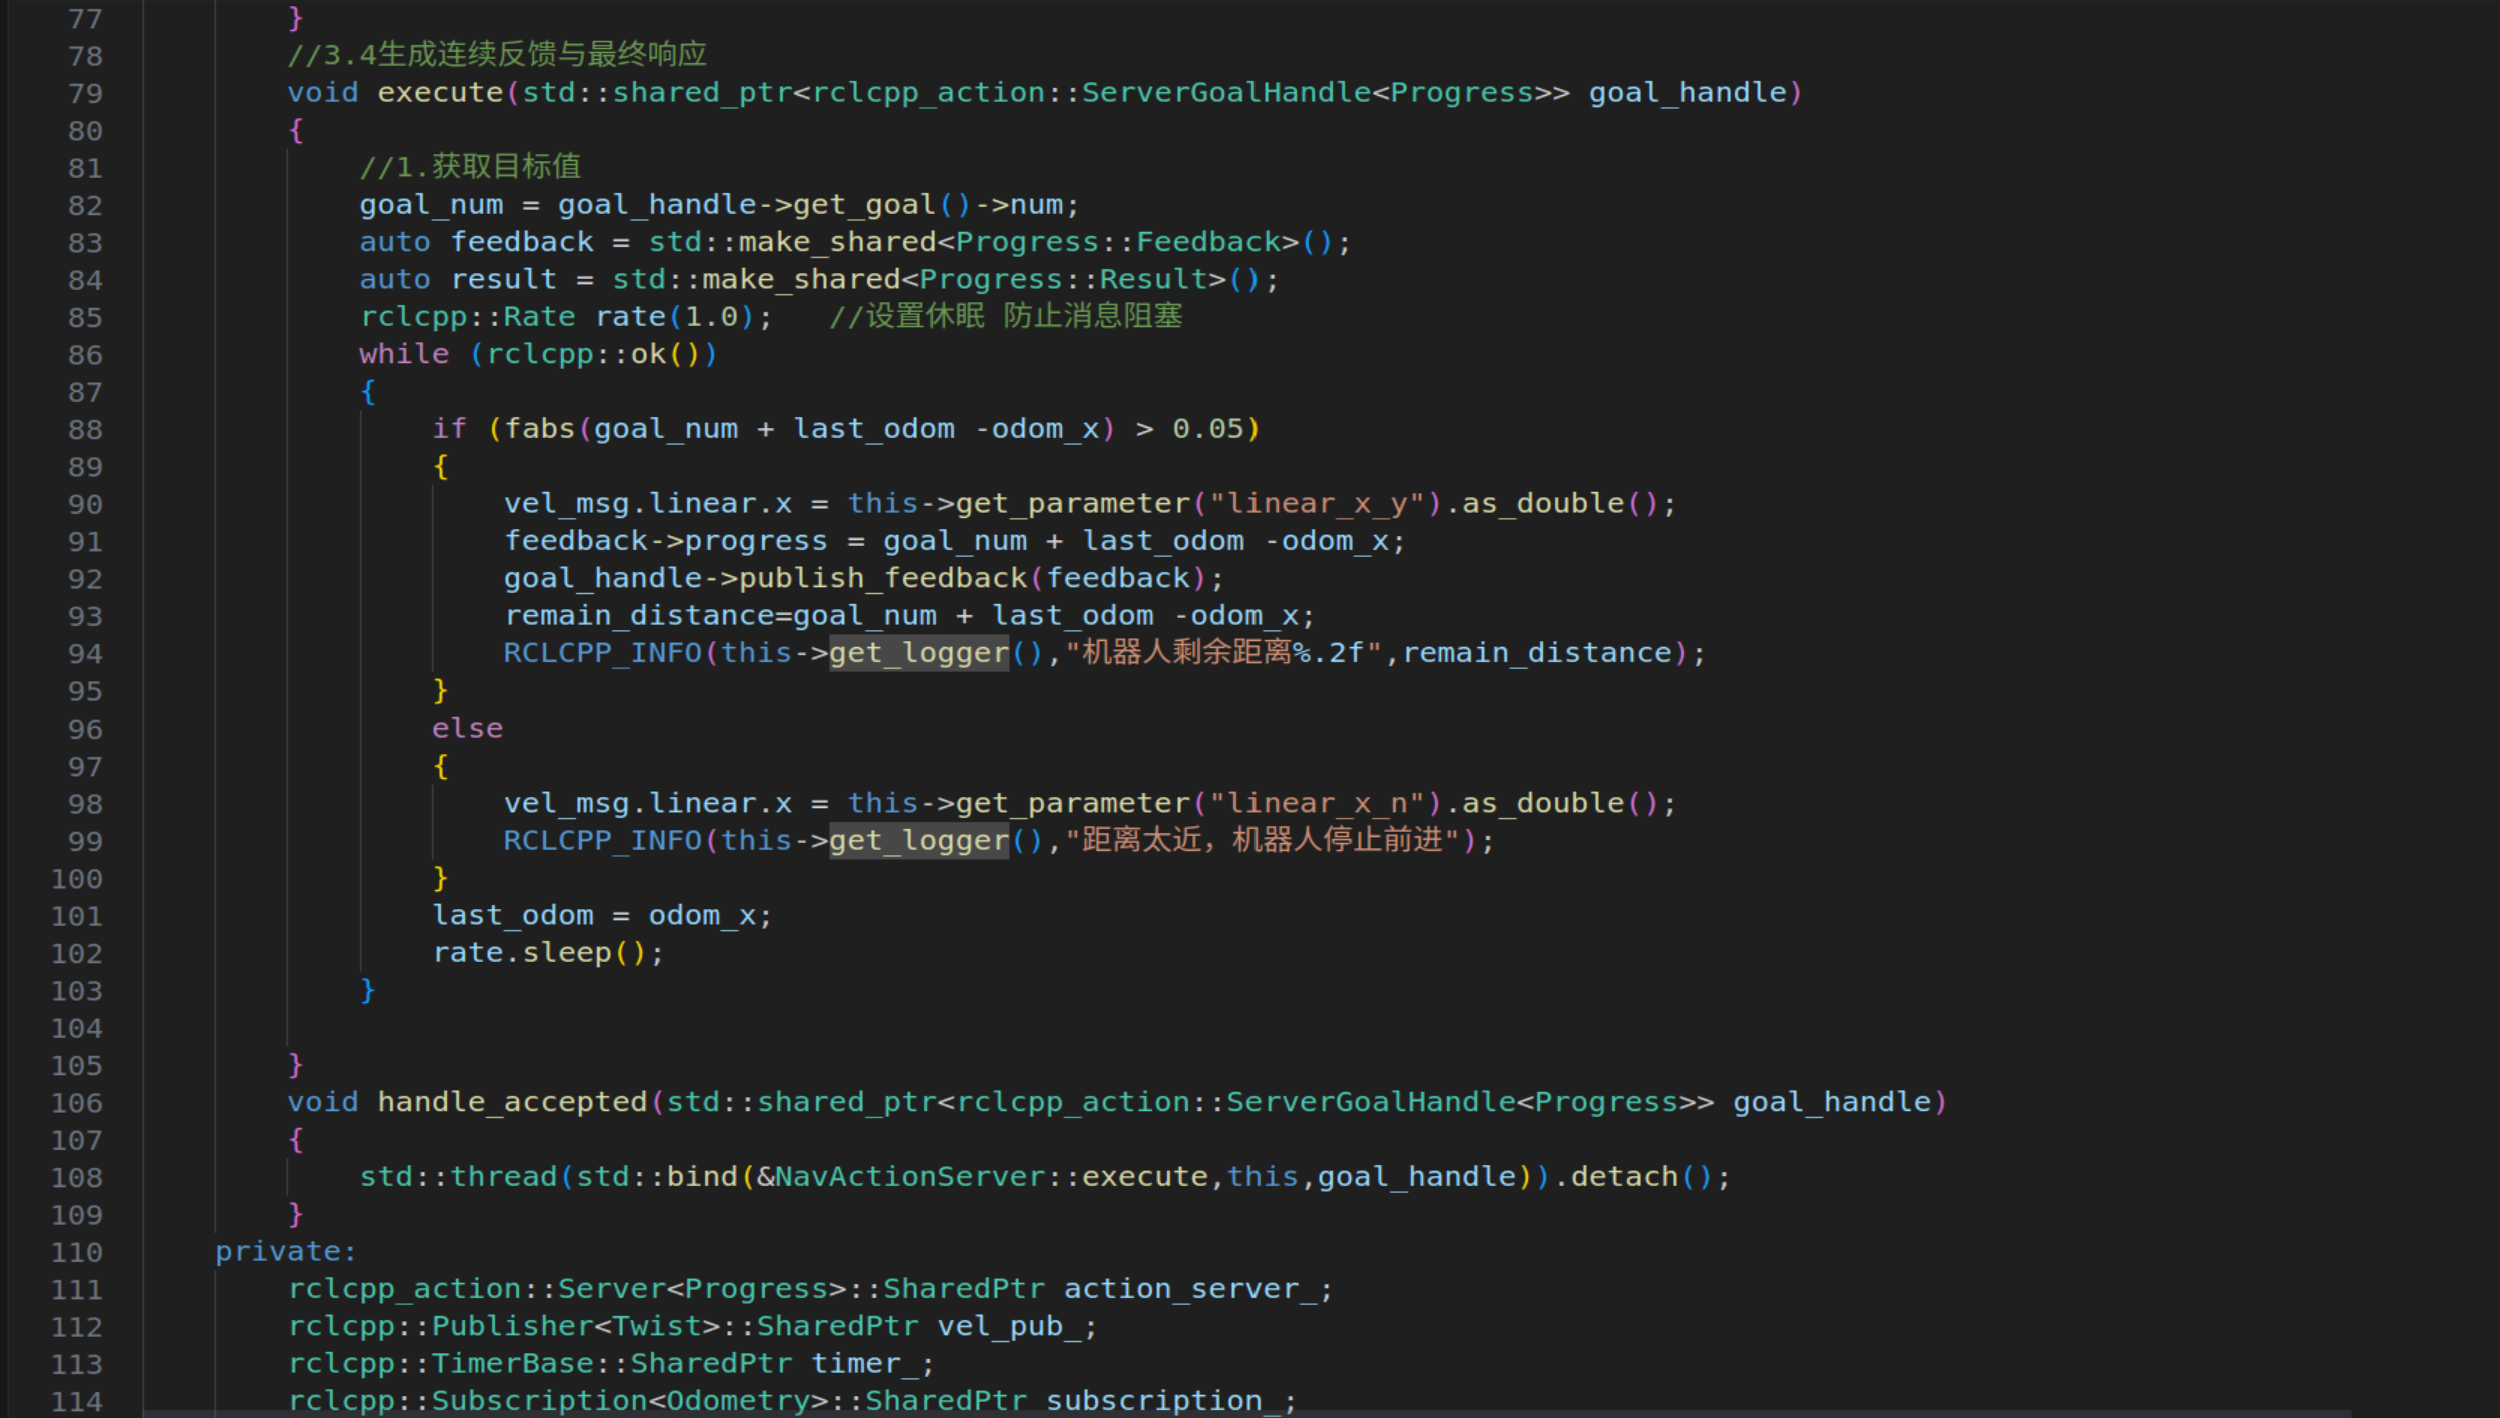 77 }
78 //3.4生成连续反馈与最终响应
79 void execute(std::shared_ptr<rclcpp_action::ServerGoalHandle<Progress>> goal_handle)
80 {
81 //1.获取目标值
82 goal_num = goal_handle->get_goal()->num;
83 auto feedback = std::make_shared<Progress::Feedback>();
84 auto result = std::make_shared<Progress::Result>();
85 rclcpp::Rate rate(1.0); //设置休眠 防止消息阻塞
86 while (rclcpp::ok())
87 {
88 if (fabs(goal_num + last_odom -odom_x) > 0.05)
89 {
90 vel_msg.linear.x = this->get_parameter("linear_x_y").as_double();
91 feedback->progress = goal_num + last_odom -odom_x;
92 goal_handle->publish_feedback(feedback);
93 remain_distance=goal_num + last_odom -odom_x;
94 RCLCPP_INFO(this->get_logger(),"机器人剩余距离%.2f",remain_distance);
95 }
96 else
97 {
98 vel_msg.linear.x = this->get_parameter("linear_x_n").as_double();
99 RCLCPP_INFO(this->get_logger(),"距离太近，机器人停止前进");
100 }
101 last_odom = odom_x;
102 rate.sleep();
103 }
104
105 }
106 void handle_accepted(std::shared_ptr<rclcpp_action::ServerGoalHandle<Progress>> goal_handle)
107 {
108 std::thread(std::bind(&NavActionServer::execute,this,goal_handle)).detach();
109 }
110 private:
111 rclcpp_action::Server<Progress>::SharedPtr action_server_;
112 rclcpp::Publisher<Twist>::SharedPtr vel_pub_;
113 rclcpp::TimerBase::SharedPtr timer_;
114 rclcpp::Subscription<Odometry>::SharedPtr subscription_;